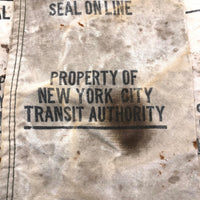 SEAL ON LINE
PROPERTY OF
NEW YORK CITY
TRANSIT AUTHORITY